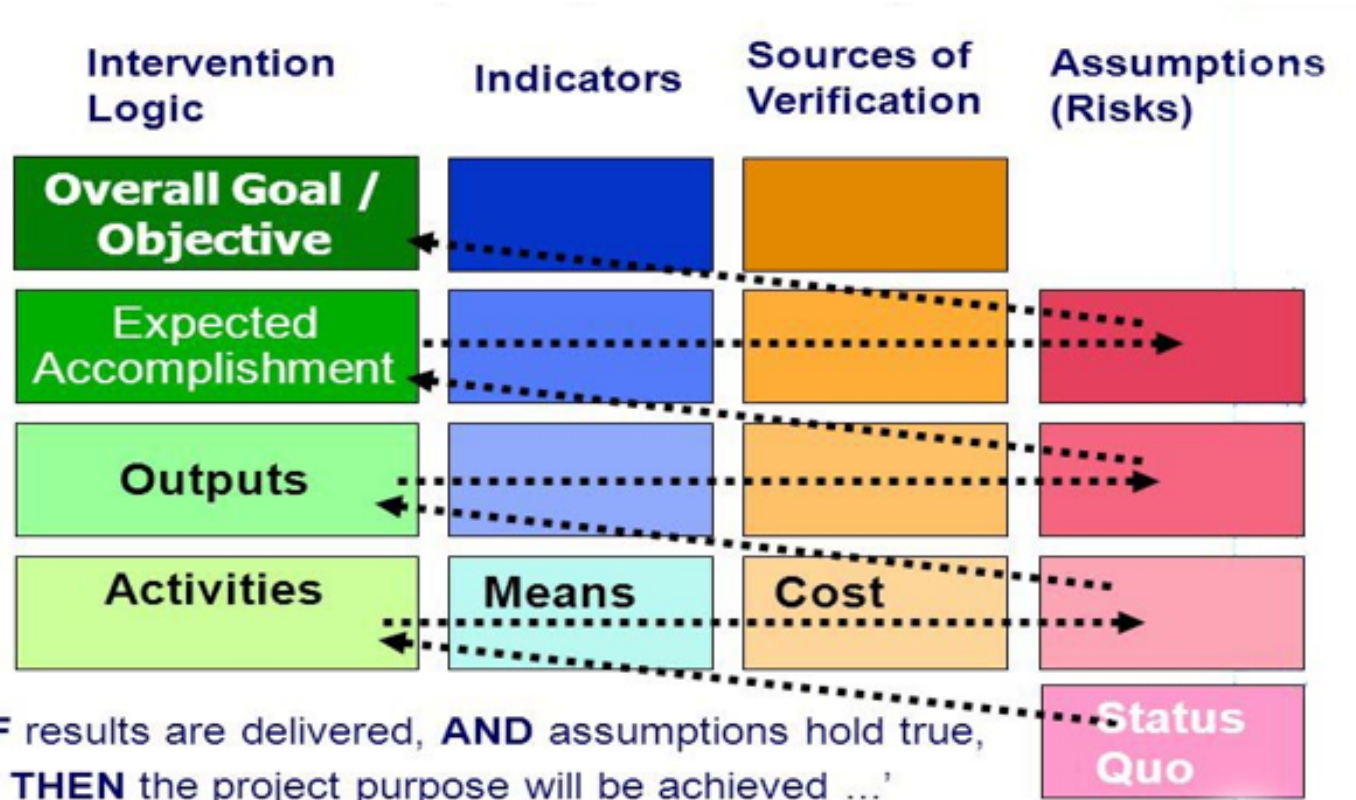 Intervention
Logic
Indicators
Sources of
Verification
Assumptions
(Risks)
Overall Goal /
Objective
Expected
Accomplishment
Outputs
Activities
Means
Cost
Status
Quo
F results are delivered, AND assumptions hold true,
THEN the project purpose will be achieved ...’